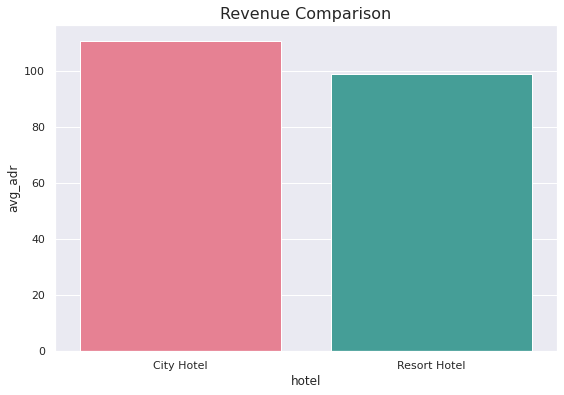 Revenue Comparison
100
80
60
40
20
0
avg_adr
City Hotel
Resort Hotel
hotel